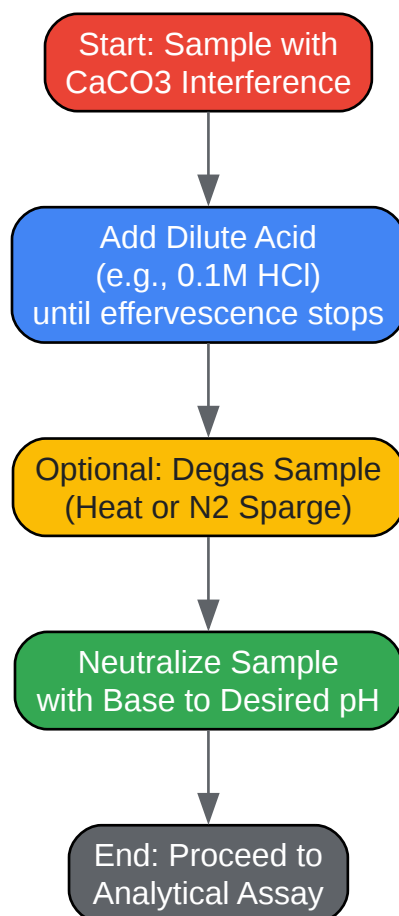 Start: Sample with
CaCO3 Interference
Add Dilute Acid
(e.g., 0.1M HCl)
until effervescence stops
Optional: Degas Sample
(Heat or N2 Sparge)
Neutralize Sample
with Base to Desired pH
End: Proceed to
Analytical Assay